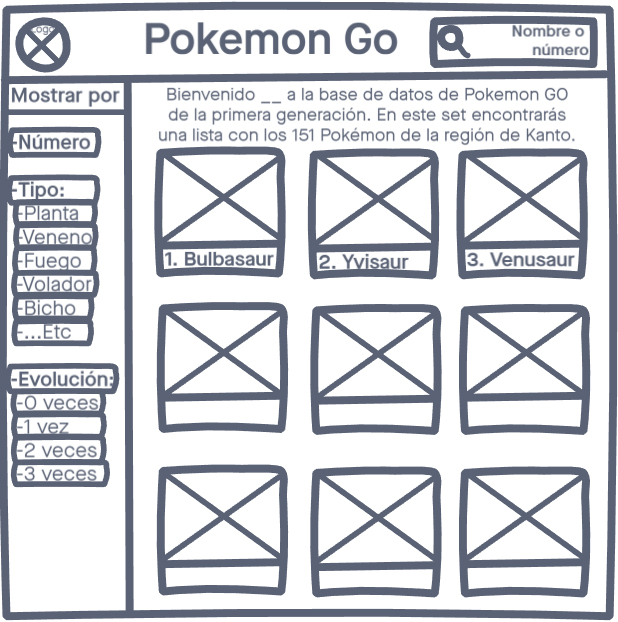 Logo
Pokemon Go
Nombre o
número
Mostrar por
-Número
-Tipo:
-Planta
-Veneno
-Fuego
-Volador
-Bicho
-...Etc
-Evolución:
-0 veces
-1 vez
-2 veces
-3 veces
Bienvenido __ a la base de datos de Pokemon GO
de la primera generación. En este set encontrarás
una lista con los 151 Pokémon de la región de Kanto.
1. Bulbasaur
2. Yvisaur
3. Venusaur